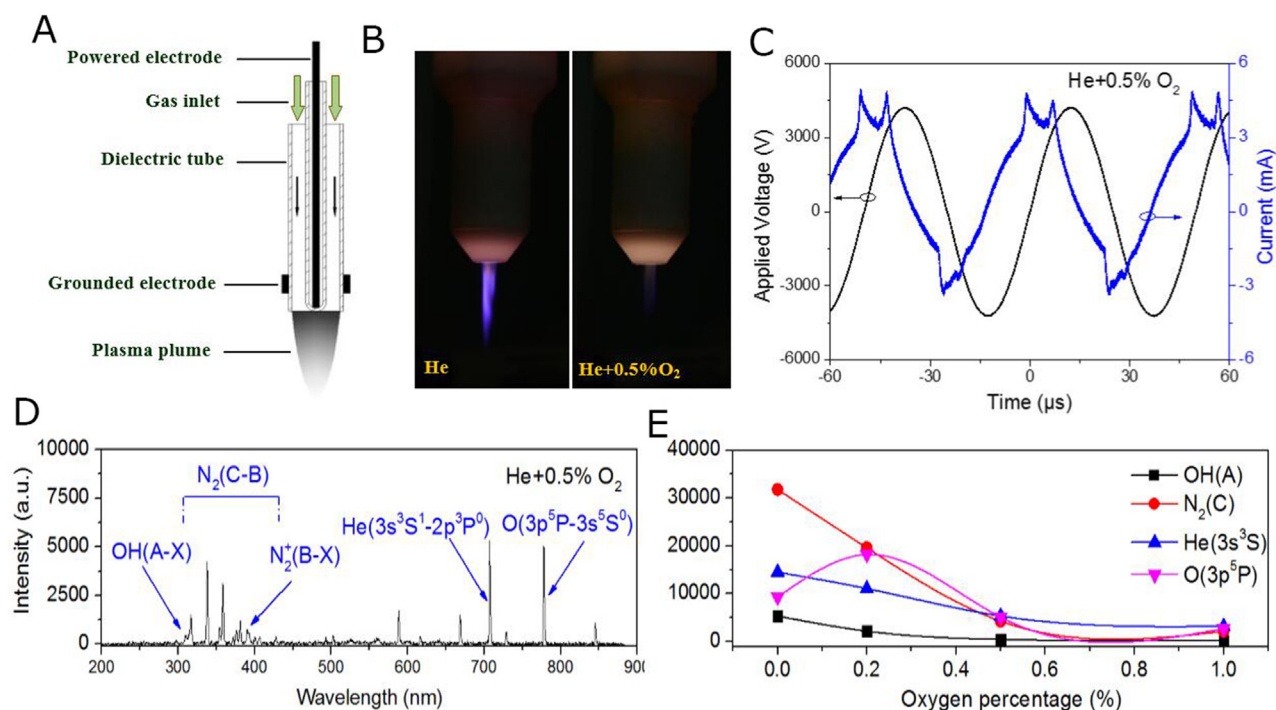 A
Powered electrode
Gas inlet
Dielectric tube
Grounded electrode
Plasma plume
B
He
He+0.5%O₂
C
He+0.5% O₂
6000
3000
0
-3000
-6000
Applied Voltage (V)
6
3
0
-3
-6
Current (mA)
-60
-30
0
30
60
Time (µs)
D
10000
7500
5000
2500
0
Intensity (a.u.)
He+0.5% O₂
N₂(C-B)
OH(A-X)
N₂⁺(B-X)
He(3s³S¹-2p³P⁰)
O(3p⁵P-3s⁵S⁰)
200
300
400
500
600
700
800
900
Wavelength (nm)
E
40000
30000
20000
10000
0
OH(A)
N₂(C)
He(3s³S)
O(3p⁵P)
0.0
0.2
0.4
0.6
0.8
1.0
Oxygen percentage (%)